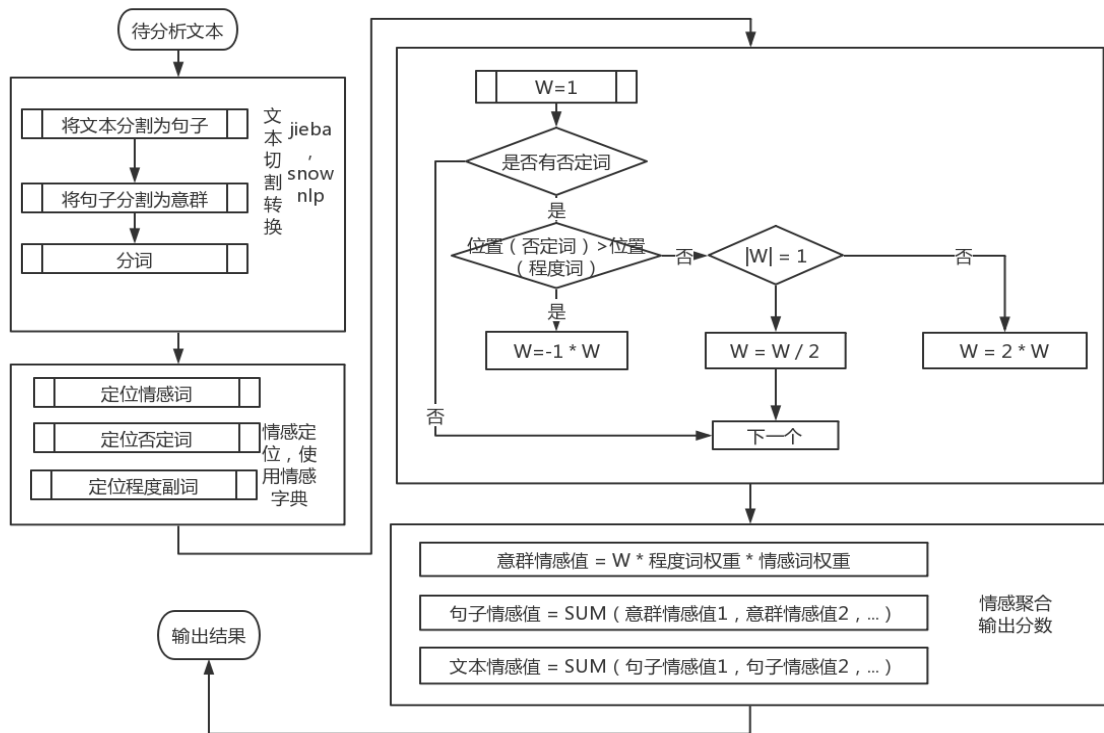 待分析文本
将文本分割为句子
将句子分割为意群
分词
文
本
切
割
转
换
jieba
,
snow
nlp
定位情感词
定位否定词
定位程度副词
情感定
位，使
用情感
字典
W=1
是否有否定词
是
位置（否定词）>位置
（程度词）
否
|W| = 1
否
是
W=-1 * W
W = W / 2
W = 2 * W
否
下一个
意群情感值 = W * 程度词权重 * 情感词权重
句子情感值 = SUM（意群情感值1，意群情感值2，...）
文本情感值 = SUM（句子情感值1，句子情感值2，...）
情感聚合
输出分数
输出结果